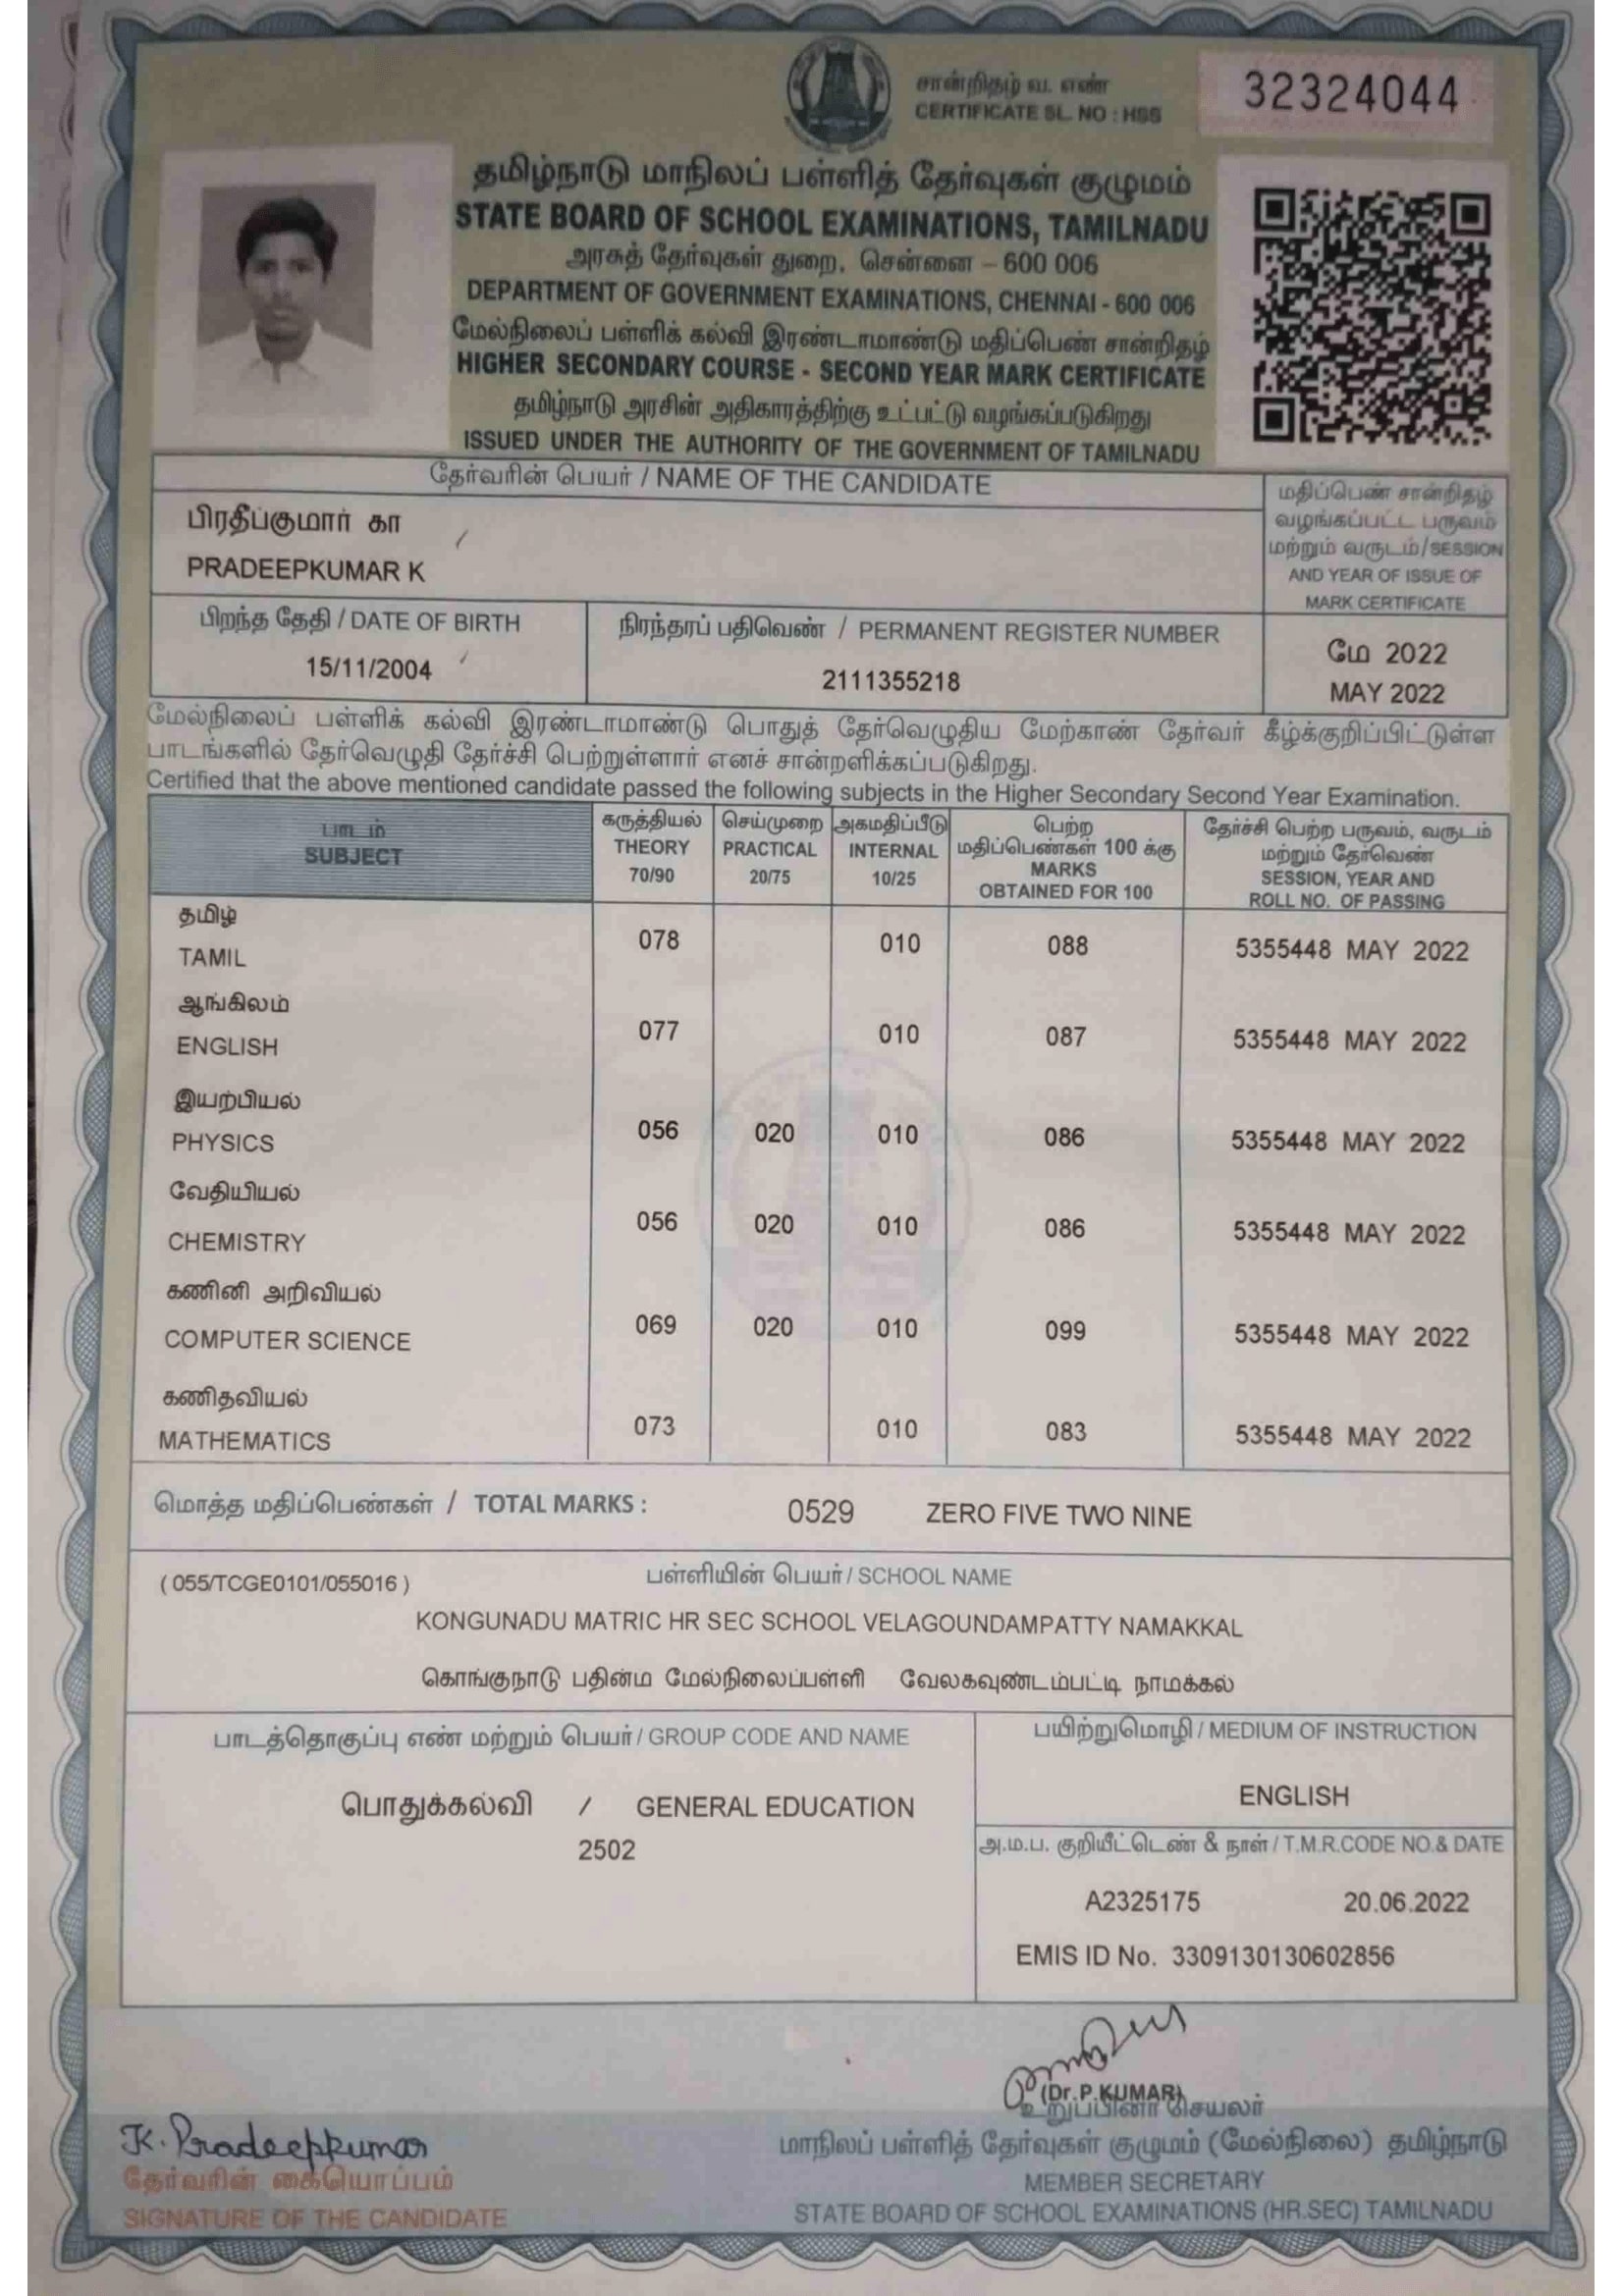 சான்றிதழ் வ. எண்
CERTIFICATE SL. NO : HSS
32324044
தமிழ்நாடு மாநிலப் பள்ளித் தேர்வுகள் குழுமம்
STATE BOARD OF SCHOOL EXAMINATIONS, TAMILNADU
அரசுத் தேர்வுகள் துறை, சென்னை – 600 006
DEPARTMENT OF GOVERNMENT EXAMINATIONS, CHENNAI - 600 006
மேல்நிலைப் பள்ளிக் கல்வி இரண்டாமாண்டு மதிப்பெண் சான்றிதழ்
HIGHER SECONDARY COURSE - SECOND YEAR MARK CERTIFICATE
தமிழ்நாடு அரசின் அதிகாரத்திற்கு உட்பட்டு வழங்கப்படுகிறது
ISSUED UNDER THE AUTHORITY OF THE GOVERNMENT OF TAMILNADU
தேர்வரின் பெயர் / NAME OF THE CANDIDATE
பிரதீப்குமார் கா
PRADEEPKUMAR K
மதிப்பெண் சான்றிதழ்
வழங்கப்பட்ட பருவம்
மற்றும் வருடம்/SESSION
AND YEAR OF ISSUE OF
MARK CERTIFICATE
பிறந்த தேதி / DATE OF BIRTH
15/11/2004
நிரந்தரப் பதிவெண் / PERMANENT REGISTER NUMBER
2111355218
மே 2022
MAY 2022
மேல்நிலைப் பள்ளிக் கல்வி இரண்டாமாண்டு பொதுத் தேர்வெழுதிய மேற்காண் தேர்வர் கீழ்க்குறிப்பிட்டுள்ள
பாடங்களில் தேர்வெழுதி தேர்ச்சி பெற்றுள்ளார் எனச் சான்றளிக்கப்படுகிறது.
Certified that the above mentioned candidate passed the following subjects in the Higher Secondary Second Year Examination.
பாடம்
SUBJECT
கருத்தியல்
THEORY
70/90
செய்முறை
PRACTICAL
20/75
அகமதிப்பீடு
INTERNAL
10/25
பெற்ற
மதிப்பெண்கள் 100 க்கு
MARKS
OBTAINED FOR 100
தேர்ச்சி பெற்ற பருவம், வருடம்
மற்றும் தேர்வெண்
SESSION, YEAR AND
ROLL NO. OF PASSING
தமிழ்
TAMIL 078 010 088 5355448 MAY 2022
ஆங்கிலம்
ENGLISH 077 010 087 5355448 MAY 2022
இயற்பியல்
PHYSICS 056 020 010 086 5355448 MAY 2022
வேதியியல்
CHEMISTRY 056 020 010 086 5355448 MAY 2022
கணினி அறிவியல்
COMPUTER SCIENCE 069 020 010 099 5355448 MAY 2022
கணிதவியல்
MATHEMATICS 073 010 083 5355448 MAY 2022
மொத்த மதிப்பெண்கள் / TOTAL MARKS : 0529 ZERO FIVE TWO NINE
( 055/TCGE0101/055016 )
பள்ளியின் பெயர் / SCHOOL NAME
KONGUNADU MATRIC HR SEC SCHOOL VELAGOUNDAMPATTY NAMAKKAL
கொங்குநாடு பதின்ம மேல்நிலைப்பள்ளி வேலகவுண்டம்பட்டி நாமக்கல்
பாடத்தொகுப்பு எண் மற்றும் பெயர் / GROUP CODE AND NAME
பொதுக்கல்வி / GENERAL EDUCATION
2502
பயிற்றுமொழி / MEDIUM OF INSTRUCTION
ENGLISH
அ.ம.ப. குறியீட்டெண் & நாள் / T.M.R.CODE NO.& DATE
A2325175 20.06.2022
EMIS ID No. 3309130130602856
(Dr.P.KUMAR)
உறுப்பினர் செயலர்
மாநிலப் பள்ளித் தேர்வுகள் குழுமம் (மேல்நிலை) தமிழ்நாடு
MEMBER SECRETARY
STATE BOARD OF SCHOOL EXAMINATIONS (HR.SEC) TAMILNADU
K. Pradeepkumar
தேர்வரின் கையொப்பம்
SIGNATURE OF THE CANDIDATE